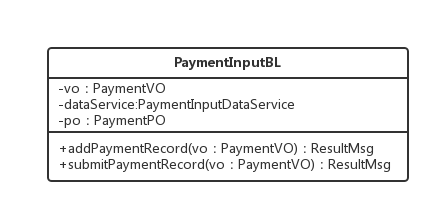 PaymentInputBL
-vo : PaymentVO
-dataService:PaymentInputDataService
-po : PaymentPO
+addPaymentRecord(vo : PaymentVO) : ResultMsg
+submitPaymentRecord(vo : PaymentVO) : ResultMsg